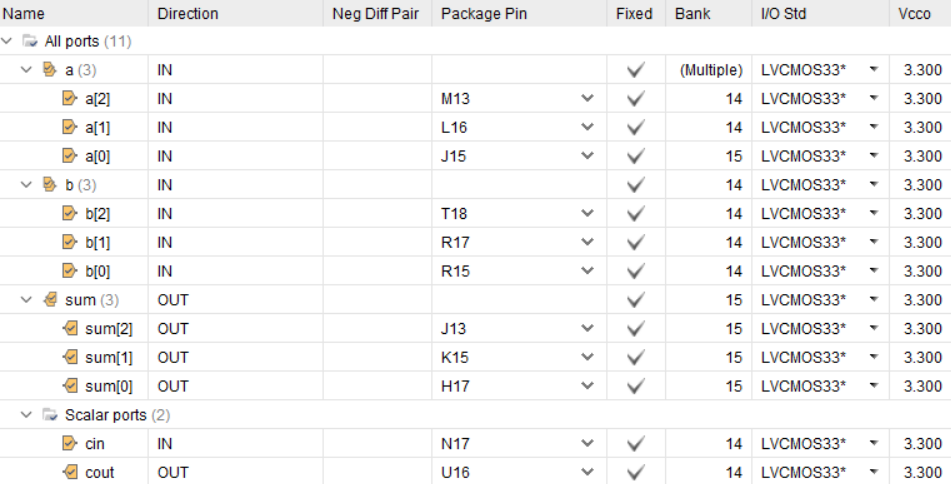 Name Direction Neg Diff Pair Package Pin Fixed Bank I/O Std Vcco
All ports (11)
a (3) IN (Multiple) LVCMOS33* 3.300
a[2] IN M13 14 LVCMOS33* 3.300
a[1] IN L16 14 LVCMOS33* 3.300
a[0] IN J15 15 LVCMOS33* 3.300
b (3) IN 14 LVCMOS33* 3.300
b[2] IN T18 14 LVCMOS33* 3.300
b[1] IN R17 14 LVCMOS33* 3.300
b[0] IN R15 14 LVCMOS33* 3.300
sum (3) OUT 15 LVCMOS33* 3.300
sum[2] OUT J13 15 LVCMOS33* 3.300
sum[1] OUT K15 15 LVCMOS33* 3.300
sum[0] OUT H17 15 LVCMOS33* 3.300
Scalar ports (2)
cin IN N17 14 LVCMOS33* 3.300
cout OUT U16 14 LVCMOS33* 3.300